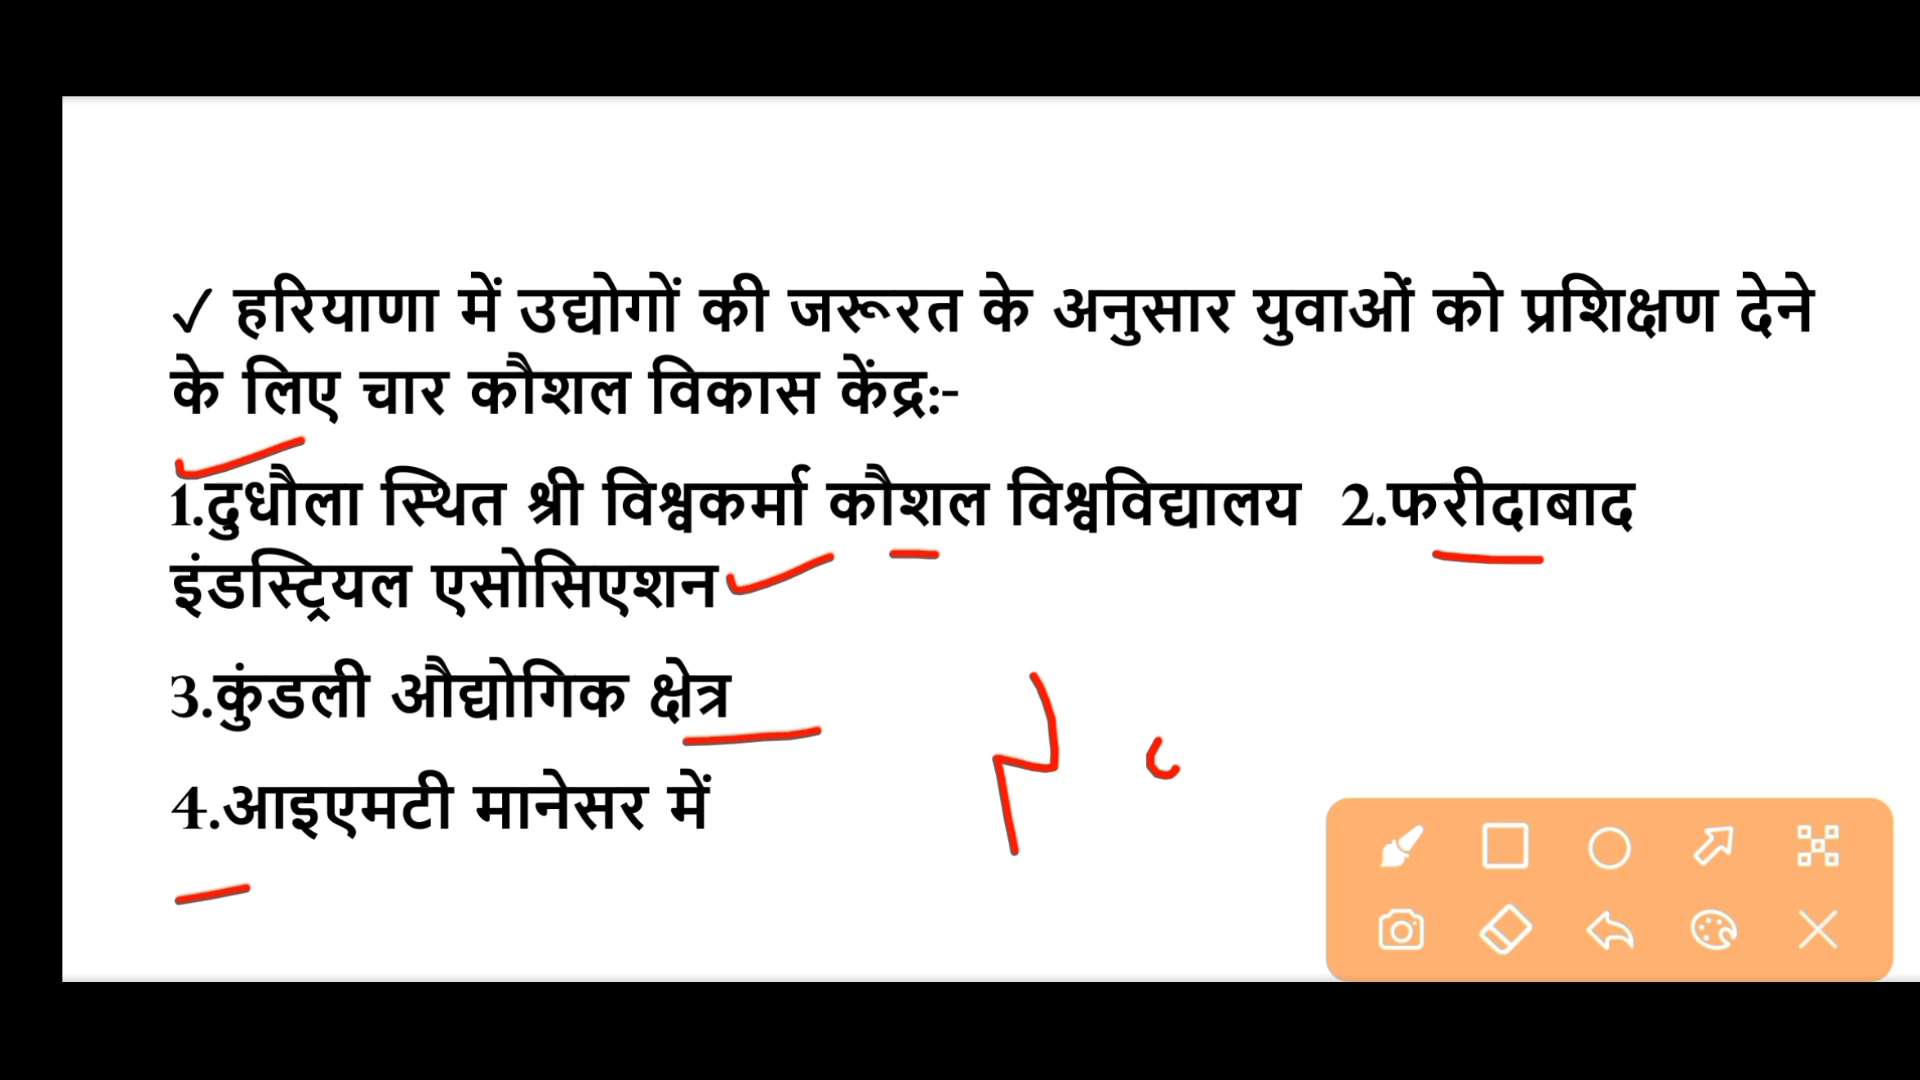 ✓ हरियाणा में उद्योगों की जरूरत के अनुसार युवाओं को प्रशिक्षण देने
के लिए चार कौशल विकास केंद्र:-
1.दुधौला स्थित श्री विश्वकर्मा कौशल विश्वविद्यालय 2.फरीदाबाद
इंडस्ट्रियल एसोसिएशन
3.कुंडली औद्योगिक क्षेत्र
4.आइएमटी मानेसर में